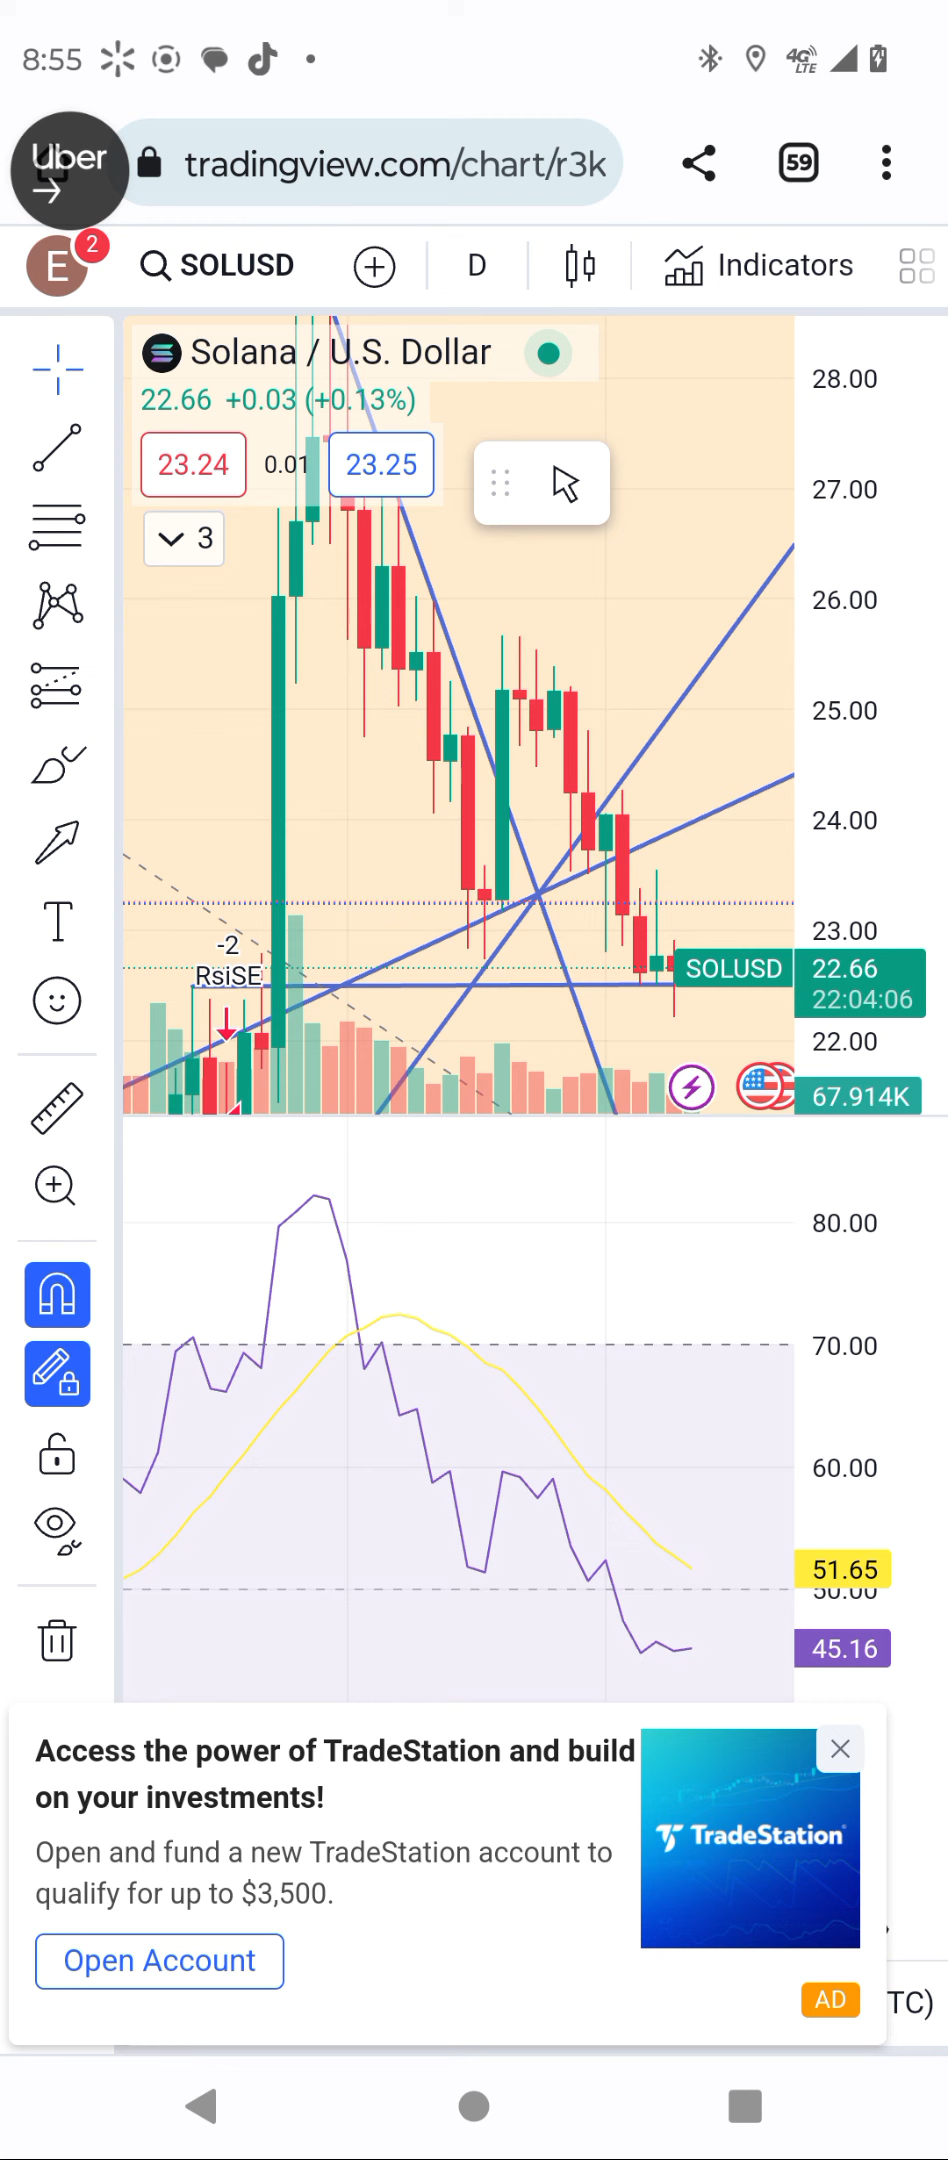 8:55
4G LTE
Uber
tradingview.com/chart/r3k
59
E
2
SOLUSD
D
Indicators
Solana / U.S. Dollar
22.66 +0.03 (+0.13%)
23.24
0.01
23.25
3
28.00
27.00
26.00
25.00
24.00
23.00
-2
RsiSE
SOLUSD
22.66
22:04:06
22.00
67.914K
80.00
70.00
60.00
51.65
50.00
45.16
Access the power of TradeStation and build
on your investments!
Open and fund a new TradeStation account to
qualify for up to $3,500.
Open Account
TradeStation
AD
TC)